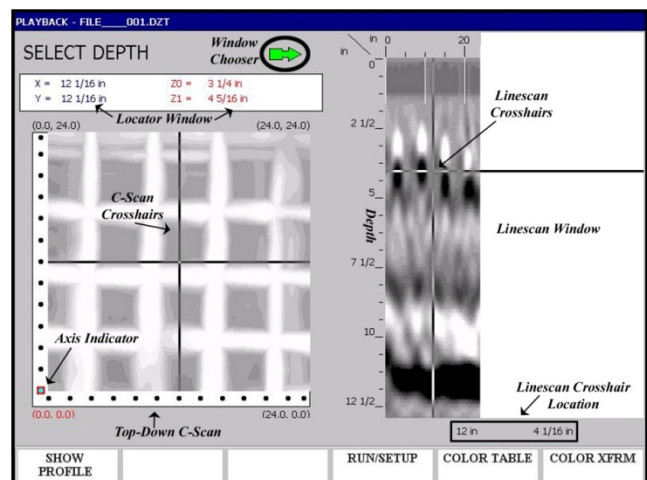 PLAYBACK - FILE____001.DZT
SELECT DEPTH
Window
Chooser
X = 12 1/16 in
Z0 = 3 1/4 in
Y = 12 1/16 in
Z1 = 4 5/16 in
Locator Window
(0.0, 24.0)
(24.0, 24.0)
C-Scan
Crosshairs
Axis Indicator
(0.0, 0.0)
(24.0, 0.0)
Top-Down C-Scan
in
in
0
20
0
2 1/2
5
Depth
7 1/2
10
12 1/2
Linescan
Crosshairs
Linescan Window
Linescan Crosshair
Location
12 in
4 1/16 in
SHOW
PROFILE
RUN/SETUP
COLOR TABLE
COLOR XFRM